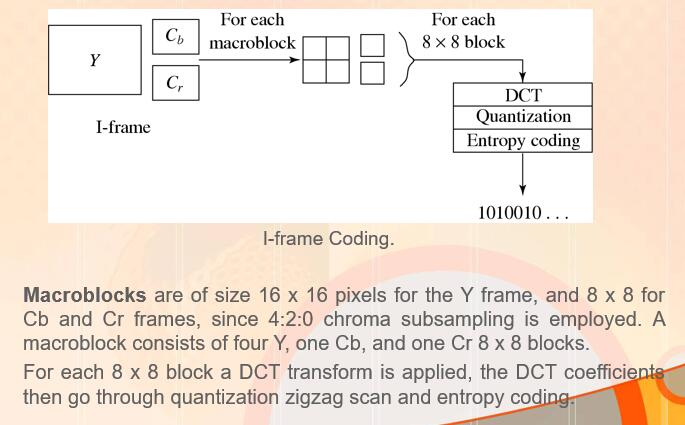 Y
C_b
C_r
For each
macroblock
For each
8 × 8 block
I-frame
DCT
Quantization
Entropy coding
1010010 . . .
I-frame Coding.
Macroblocks are of size 16 x 16 pixels for the Y frame, and 8 x 8 for
Cb and Cr frames, since 4:2:0 chroma subsampling is employed. A
macroblock consists of four Y, one Cb, and one Cr 8 x 8 blocks.
For each 8 x 8 block a DCT transform is applied, the DCT coefficients
then go through quantization zigzag scan and entropy coding.